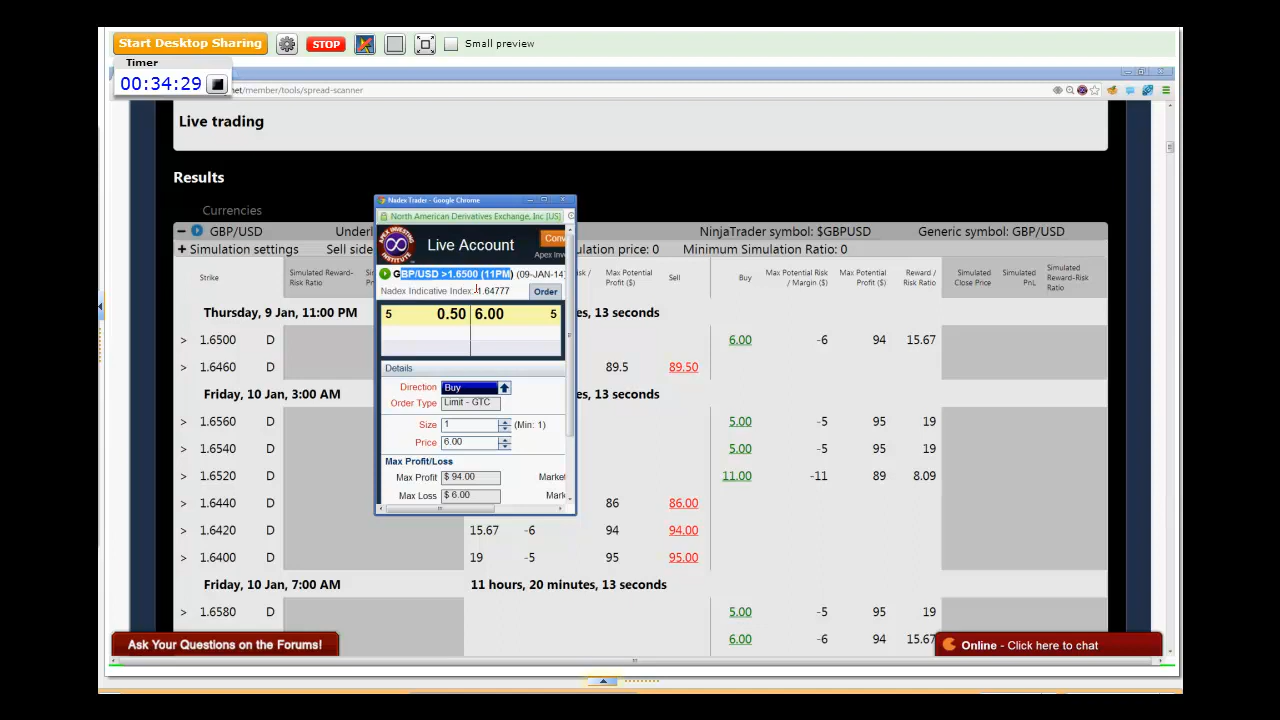 Start Desktop Sharing STOP Small preview
Timer
00:34:29
net/member/tools/spread-scanner
Live trading
Results
Currencies
GBP/USD Underl NinjaTrader symbol: $GBPUSD Generic symbol: GBP/USD
Simulation settings Sell side ulation price: 0 Minimum Simulation Ratio: 0
Strike Simulated Reward-Risk Ratio Max Potential Profit ($) Sell Buy Max Potential Risk / Margin ($) Max Potential Profit ($) Reward / Risk Ratio Simulated Close Price Simulated PnL Simulated Reward-Risk Ratio
Thursday, 9 Jan, 11:00 PM es, 13 seconds
> 1.6500 D 6.00 -6 94 15.67
> 1.6460 D 89.5 89.50
Friday, 10 Jan, 3:00 AM es, 13 seconds
> 1.6560 D 5.00 -5 95 19
> 1.6540 D 5.00 -5 95 19
> 1.6520 D 11.00 -11 89 8.09
> 1.6440 D 86 86.00
> 1.6420 D 15.67 -6 94 94.00
> 1.6400 D 19 -5 95 95.00
Friday, 10 Jan, 7:00 AM 11 hours, 20 minutes, 13 seconds
> 1.6580 D 5.00 -5 95 19
> 6.00 -6 94 15.67
Nadex Trader - Google Chrome
North American Derivatives Exchange, Inc [US]
APEX INVESTING INSTITUTE Live Account Conv
Apex Inve
GBP/USD >1.6500 (11PM) (09-JAN-14
Nadex Indicative Index: 1.64777 Order
5 0.50 6.00 5
Details
Direction Buy
Order Type Limit - GTC
Size 1 (Min: 1)
Price 6.00
Max Profit/Loss
Max Profit $ 94.00 Market
Max Loss $ 6.00 Mark
Ask Your Questions on the Forums!
Online - Click here to chat